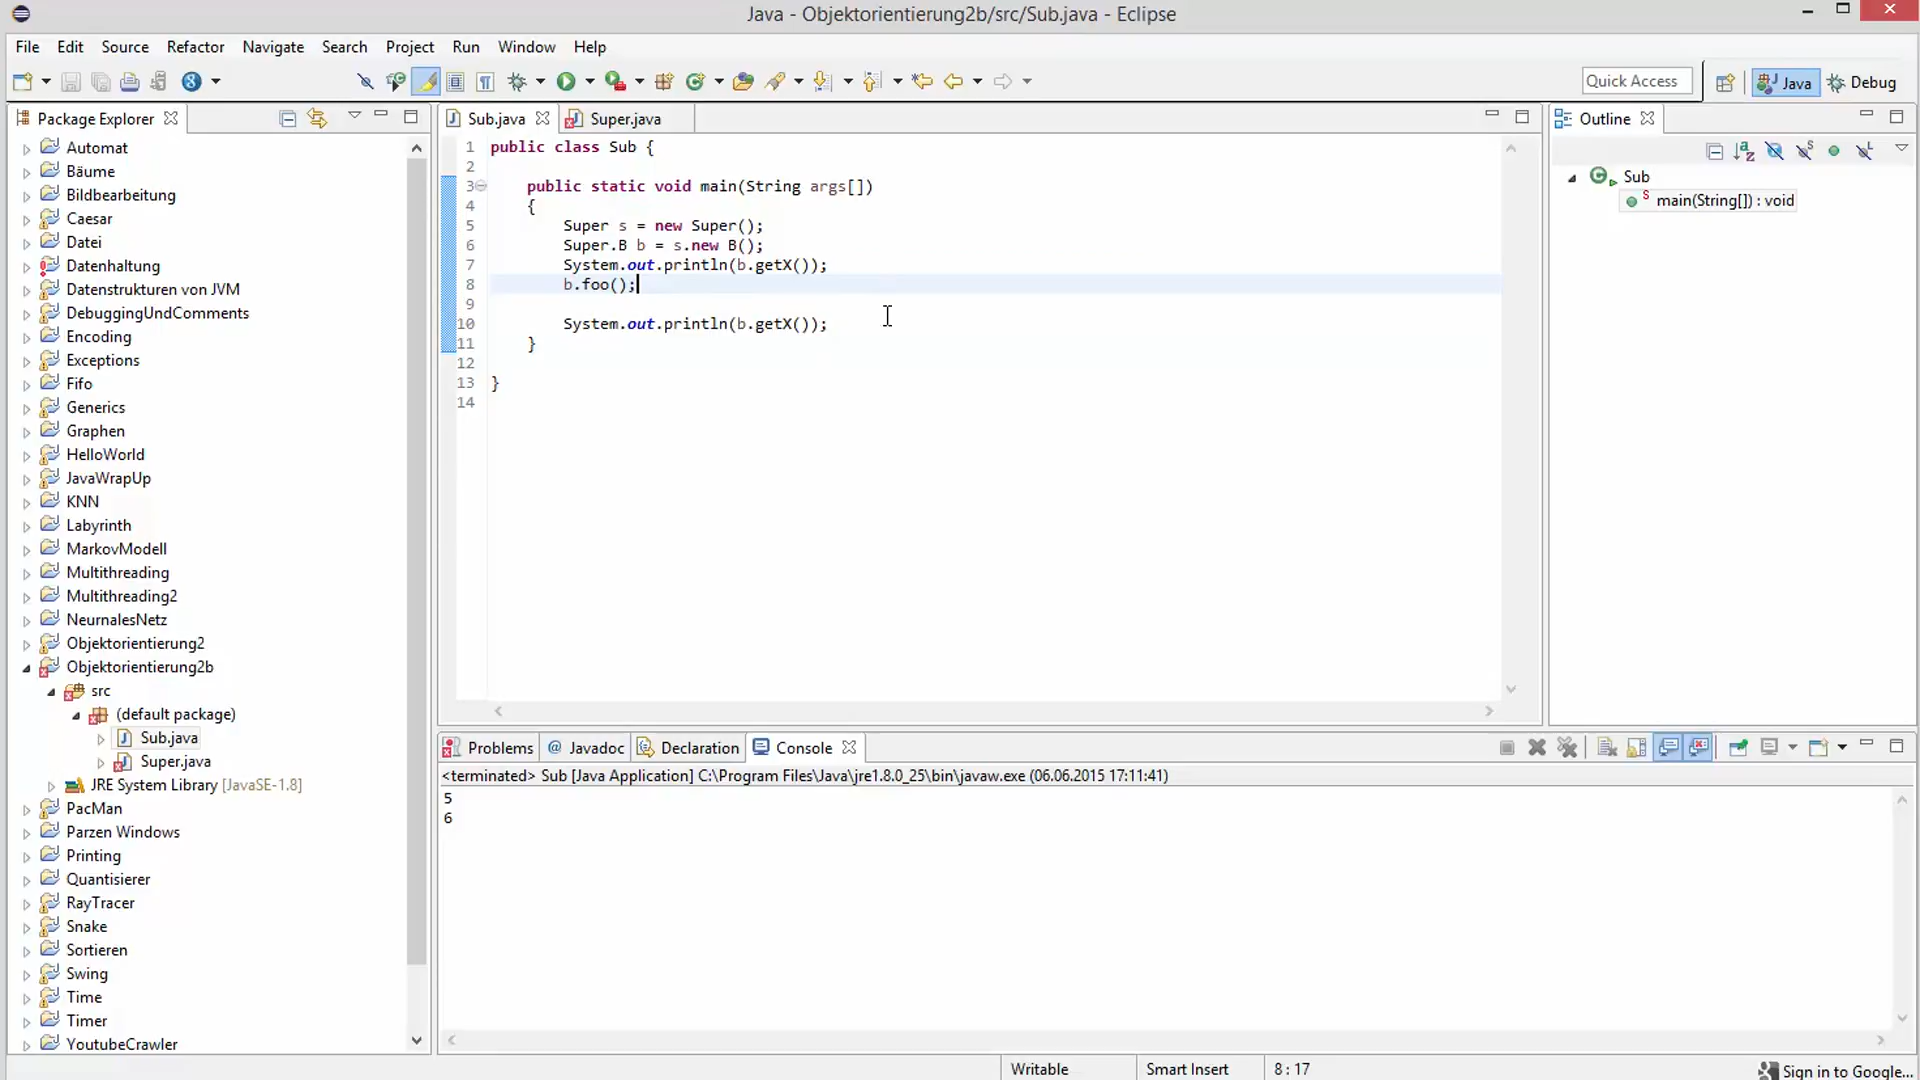 Java - Objektorientierung2b/src/Sub.java - Eclipse
File Edit Source Refactor Navigate Search Project Run Window Help
Quick Access
Java
Debug
Package Explorer
Automat
Bäume
Bildbearbeitung
Caesar
Datei
Datenhaltung
Datenstrukturen von JVM
DebuggingUndComments
Encoding
Exceptions
Fifo
Generics
Graphen
HelloWorld
JavaWrapUp
KNN
Labyrinth
MarkovModell
Multithreading
Multithreading2
NeurnalesNetz
Objektorientierung2
Objektorientierung2b
src
(default package)
Sub.java
Super.java
JRE System Library [JavaSE-1.8]
PacMan
Parzen Windows
Printing
Quantisierer
RayTracer
Snake
Sortieren
Swing
Time
Timer
YoutubeCrawler
Sub.java Super.java
1 public class Sub {
2
3 public static void main(String args[])
4 {
5 Super s = new Super();
6 Super.B b = s.new B();
7 System.out.println(b.getX());
8 b.foo();
9
10 System.out.println(b.getX());
11 }
12
13 }
14
Outline
Sub
main(String[]) : void
Problems @ Javadoc Declaration Console
<terminated> Sub [Java Application] C:\Program Files\Java\jre1.8.0_25\bin\javaw.exe (06.06.2015 17:11:41)
5
6
Writable Smart Insert 8 : 17 Sign in to Google...